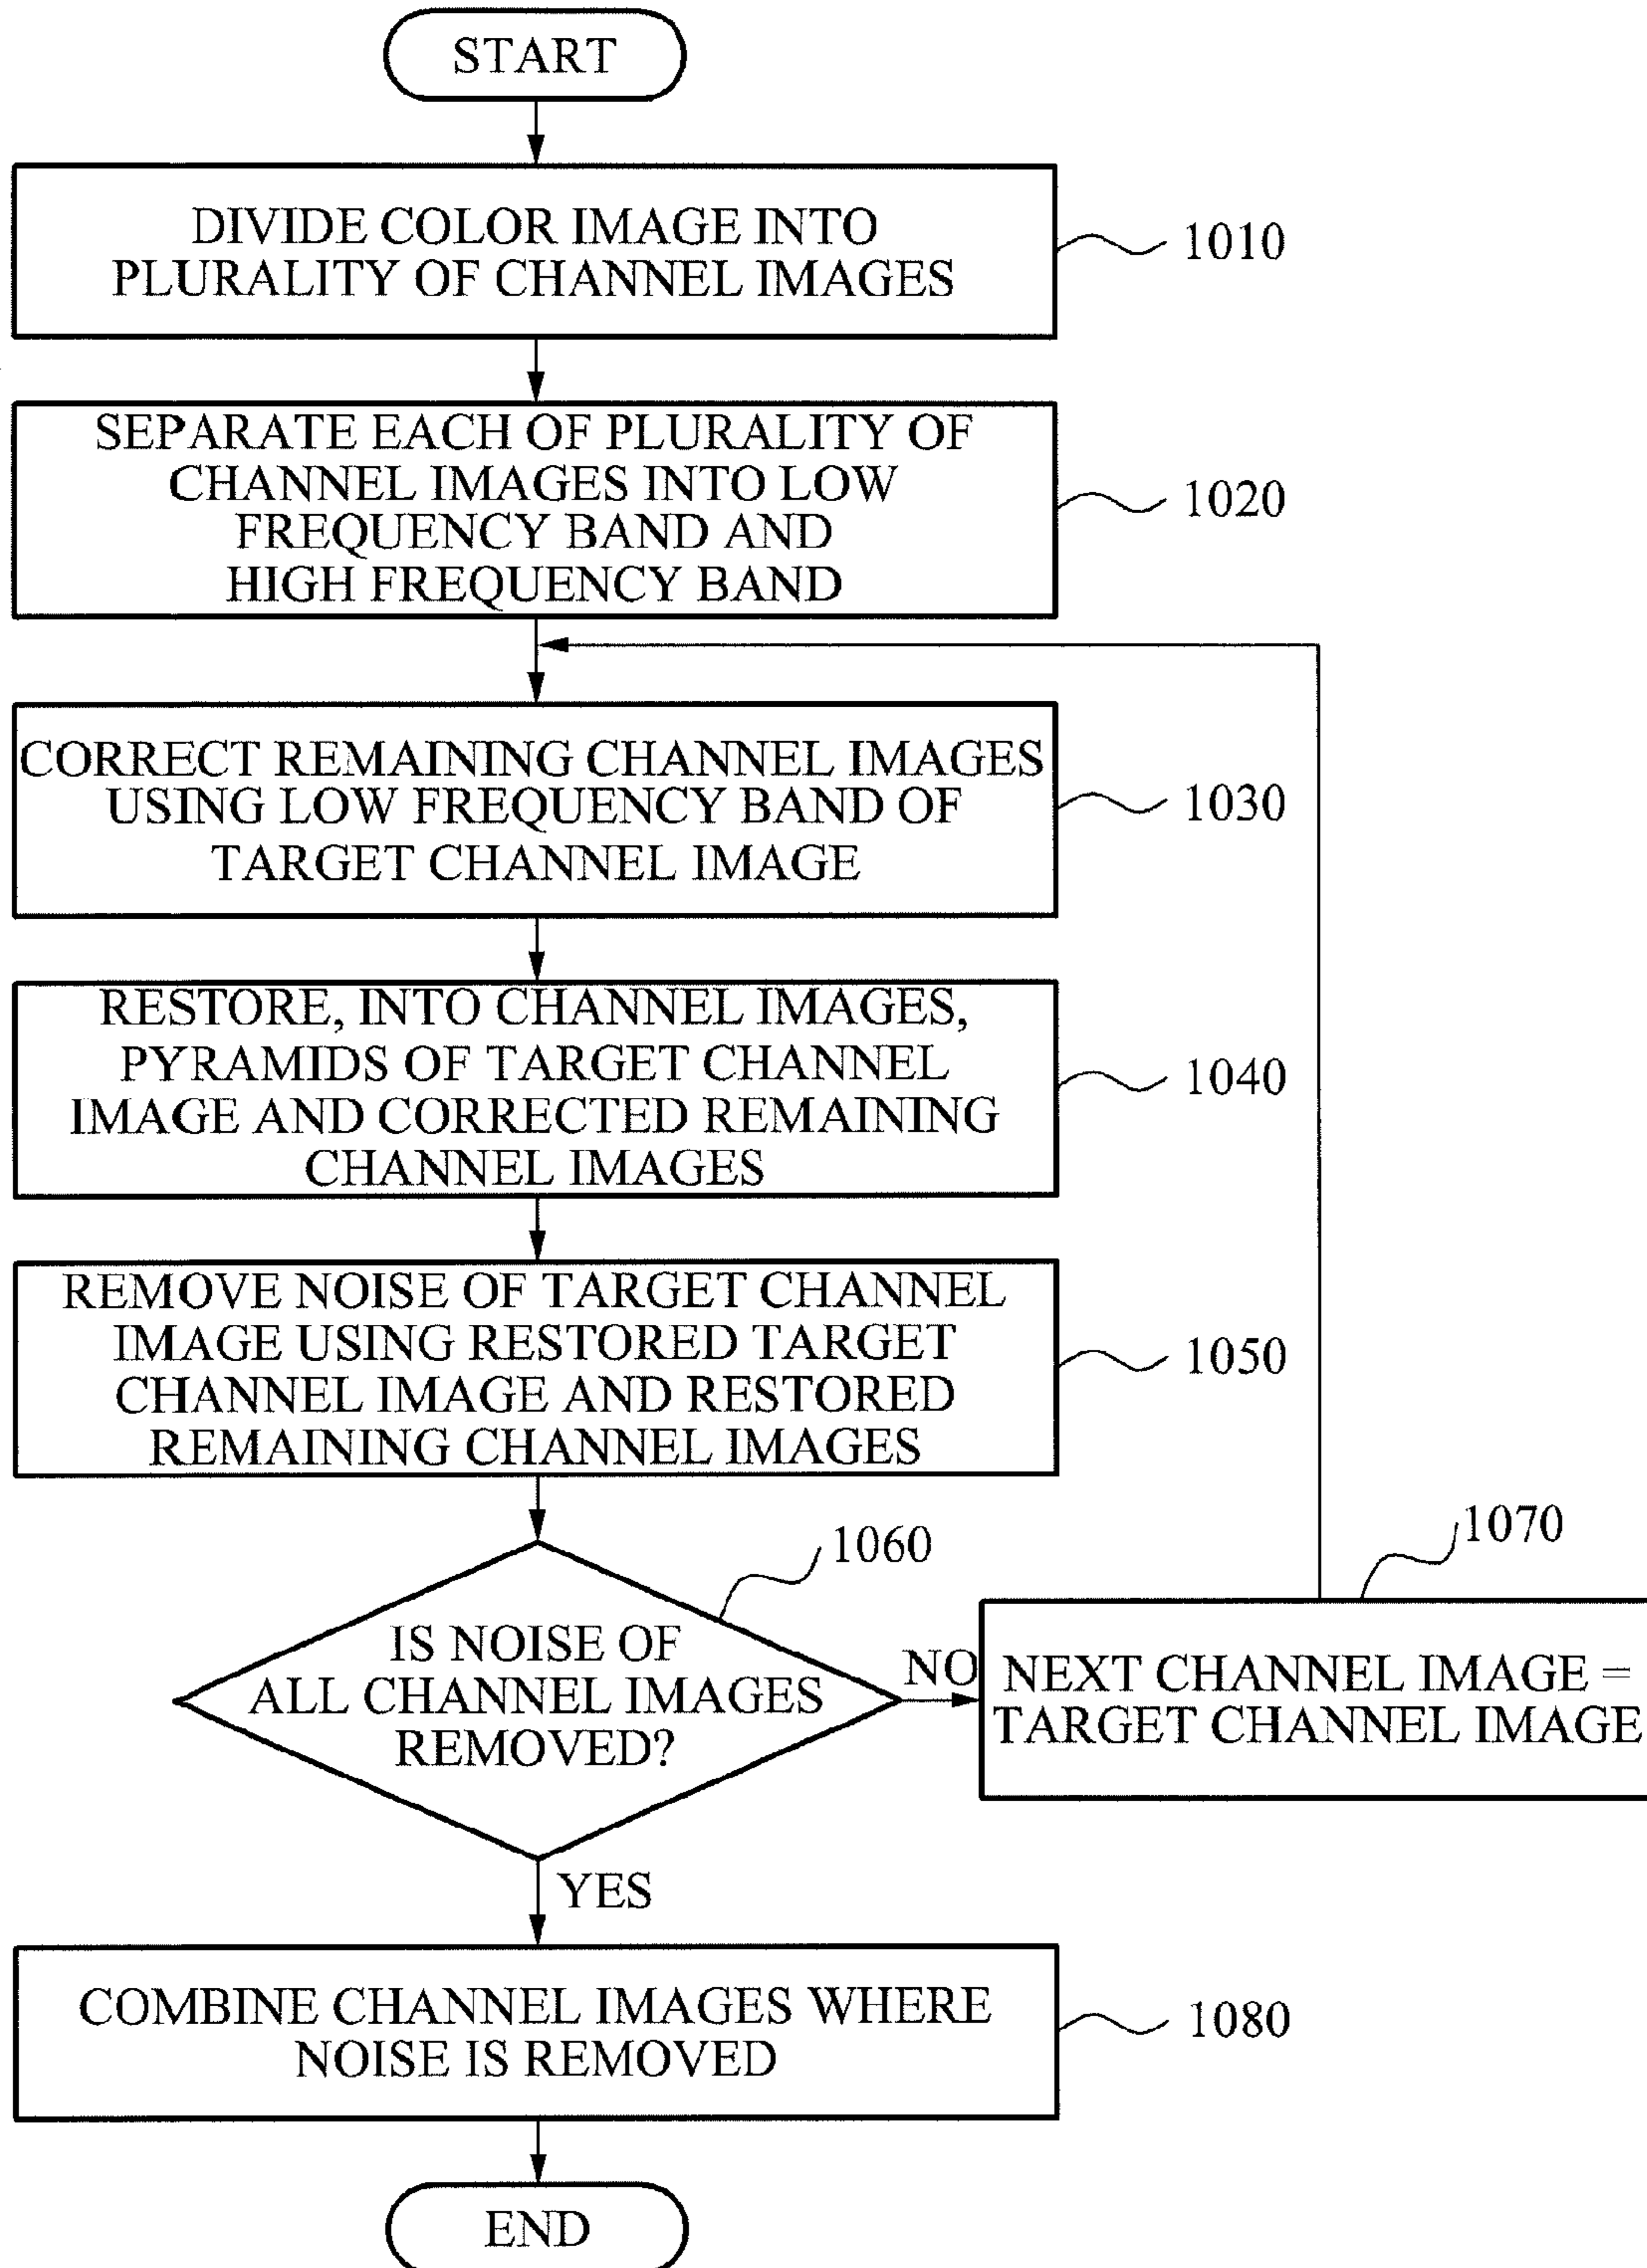 START
DIVIDE COLOR IMAGE INTO
PLURALITY OF CHANNEL IMAGES
1010
SEPARATE EACH OF PLURALITY OF
CHANNEL IMAGES INTO LOW
FREQUENCY BAND AND
HIGH FREQUENCY BAND
1020
CORRECT REMAINING CHANNEL IMAGES
USING LOW FREQUENCY BAND OF
TARGET CHANNEL IMAGE
1030
RESTORE, INTO CHANNEL IMAGES,
PYRAMIDS OF TARGET CHANNEL
IMAGE AND CORRECTED REMAINING
CHANNEL IMAGES
1040
REMOVE NOISE OF TARGET CHANNEL
IMAGE USING RESTORED TARGET
CHANNEL IMAGE AND RESTORED
REMAINING CHANNEL IMAGES
1050
1060
IS NOISE OF
ALL CHANNEL IMAGES
REMOVED?
NO
1070
NEXT CHANNEL IMAGE =
TARGET CHANNEL IMAGE
YES
COMBINE CHANNEL IMAGES WHERE
NOISE IS REMOVED
1080
END